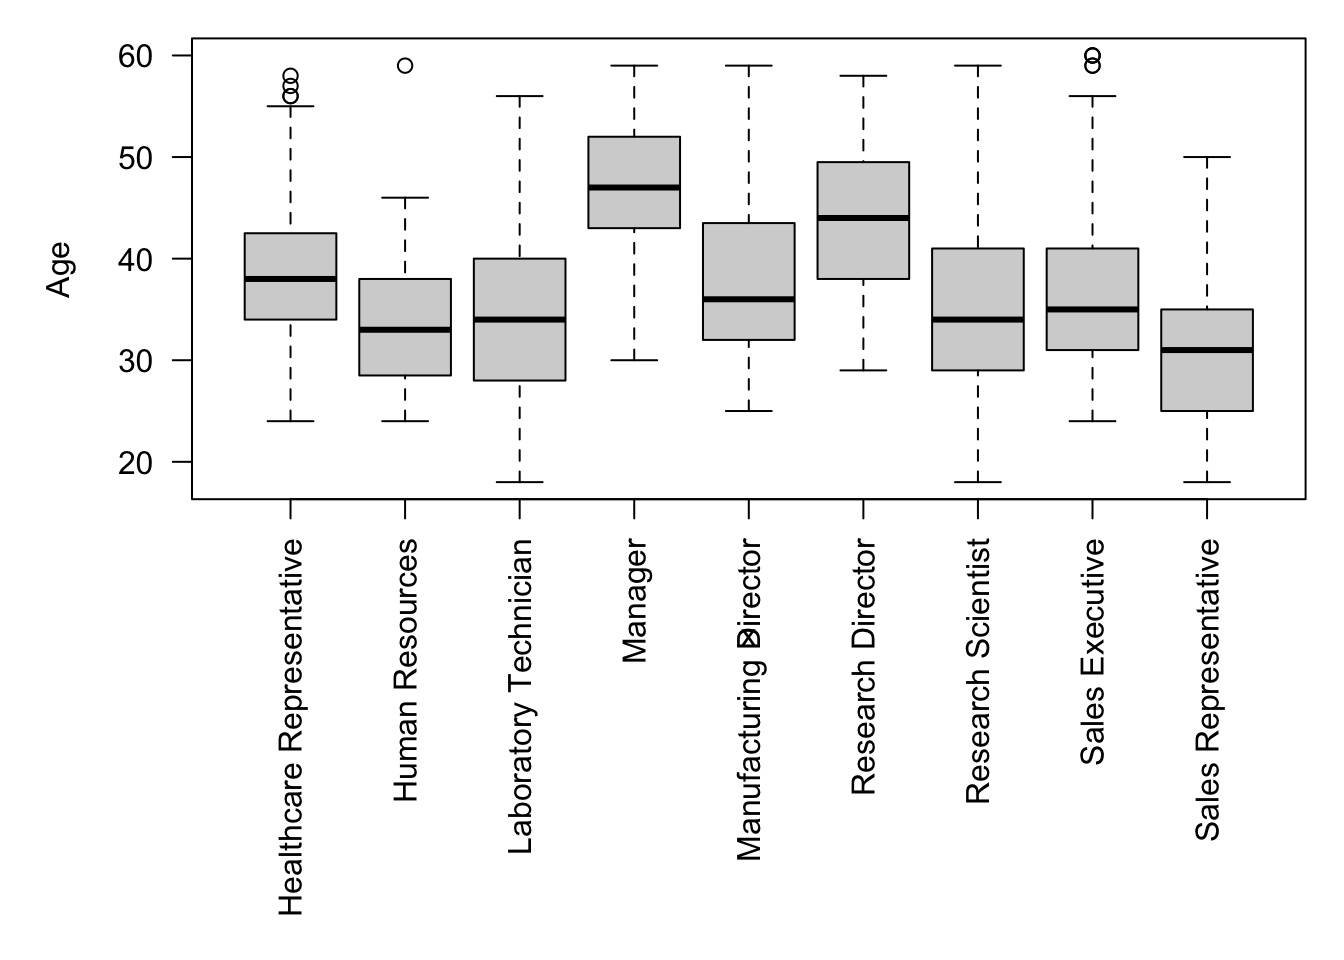 60
50
40
30
20
Age
Healthcare Representative
Human Resources
Laboratory Technician
Manager
Manufacturing Director
x
Research Director
Research Scientist
Sales Executive
Sales Representative